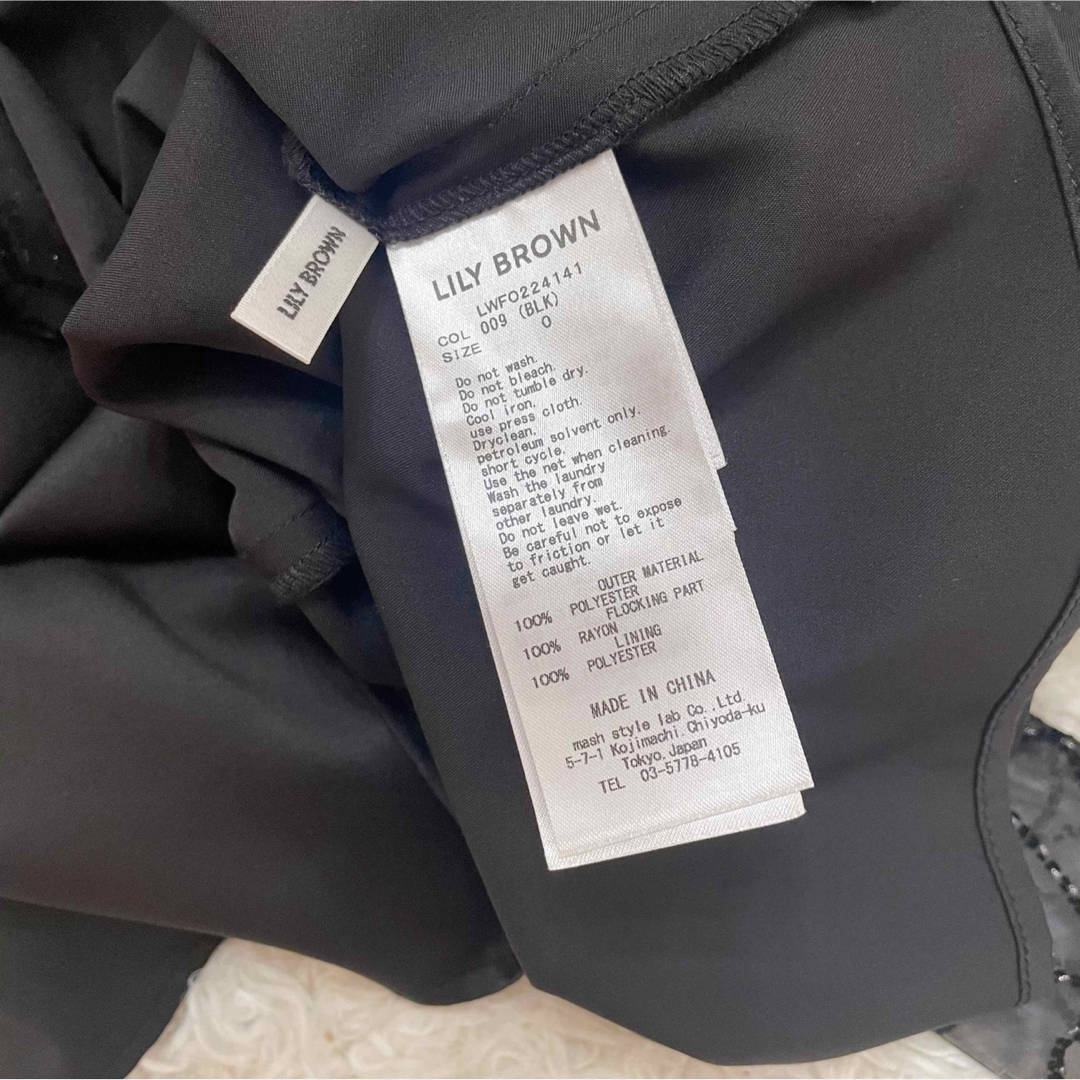 LILY BROWN
LILY BROWN
LWFO224141
COL 009 (BLK)
SIZE 0
Do not wash.
Do not bleach.
Do not tumble dry.
Cool iron.
use press cloth.
Dryclean.
petroleum solvent only.
short cycle.
Use the net when cleaning.
Wash the laundry
separately from
other laundry.
Do not leave wet.
Be careful not to expose
to friction or let it
get caught.
OUTER MATERIAL
100% POLYESTER
FLOCKING PART
100% RAYON
LINING
100% POLYESTER
MADE IN CHINA
mash style lab Co.,Ltd.
5-7-1 Kojimachi.Chiyoda-ku
Tokyo.Japan
TEL 03-5778-4105